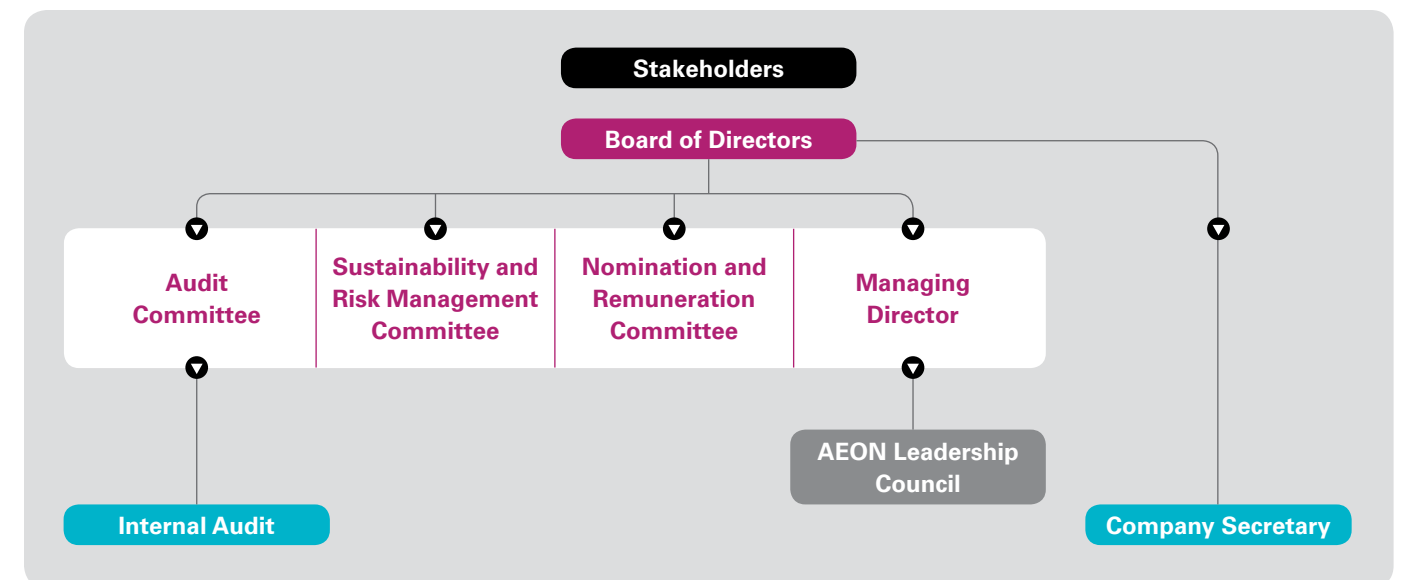 Stakeholders
Board of Directors
Audit
Committee
Sustainability and
Risk Management
Committee
Nomination and
Remuneration
Committee
Managing
Director
AEON Leadership
Council
Internal Audit
Company Secretary